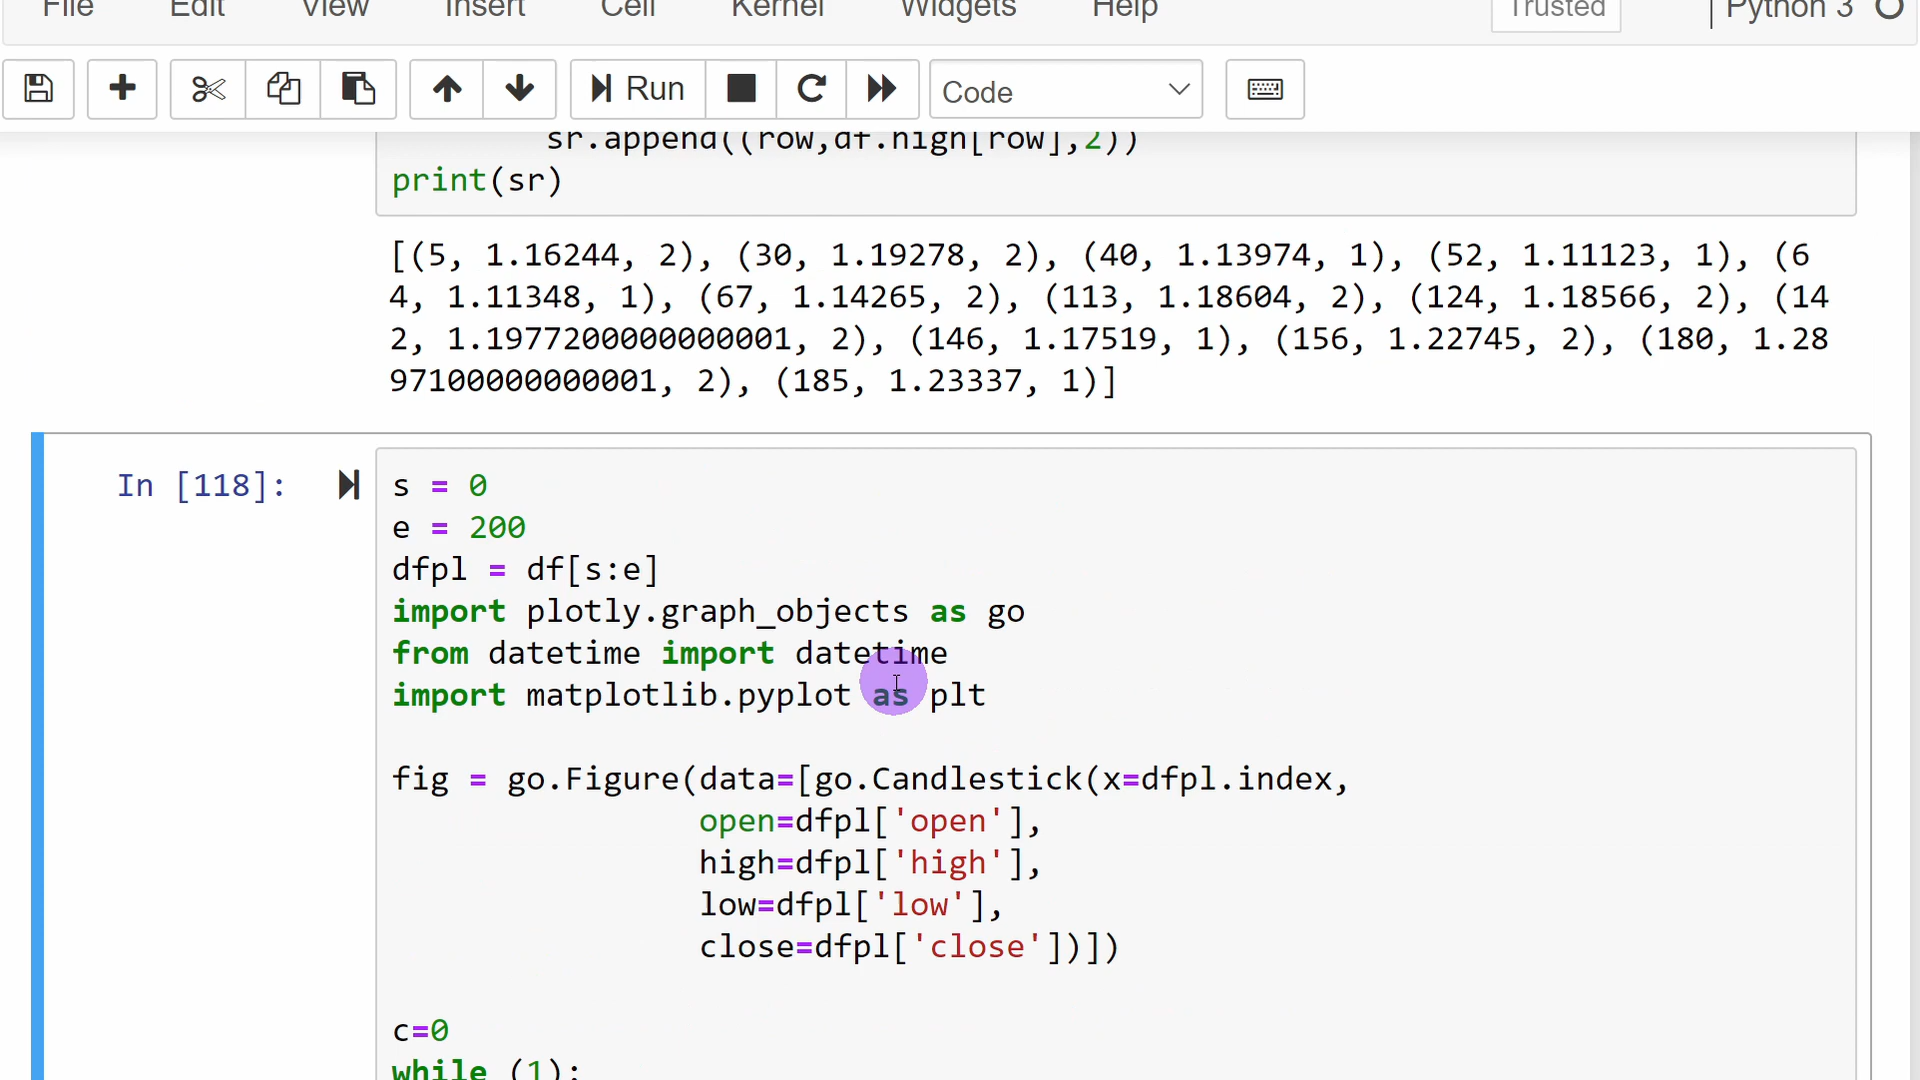 File Edit View Insert Cell Kernel Widgets Help Trusted Python 3
Run Code
sr.append((row,df.high[row],2))
print(sr)
[(5, 1.16244, 2), (30, 1.19278, 2), (40, 1.13974, 1), (52, 1.11123, 1), (6
4, 1.11348, 1), (67, 1.14265, 2), (113, 1.18604, 2), (124, 1.18566, 2), (14
2, 1.1977200000000001, 2), (146, 1.17519, 1), (156, 1.22745, 2), (180, 1.28
97100000000001, 2), (185, 1.23337, 1)]
In [118]: s = 0
e = 200
dfpl = df[s:e]
import plotly.graph_objects as go
from datetime import datetime
import matplotlib.pyplot as plt
fig = go.Figure(data=[go.Candlestick(x=dfpl.index,
open=dfpl['open'],
high=dfpl['high'],
low=dfpl['low'],
close=dfpl['close'])])
c=0
while (1):